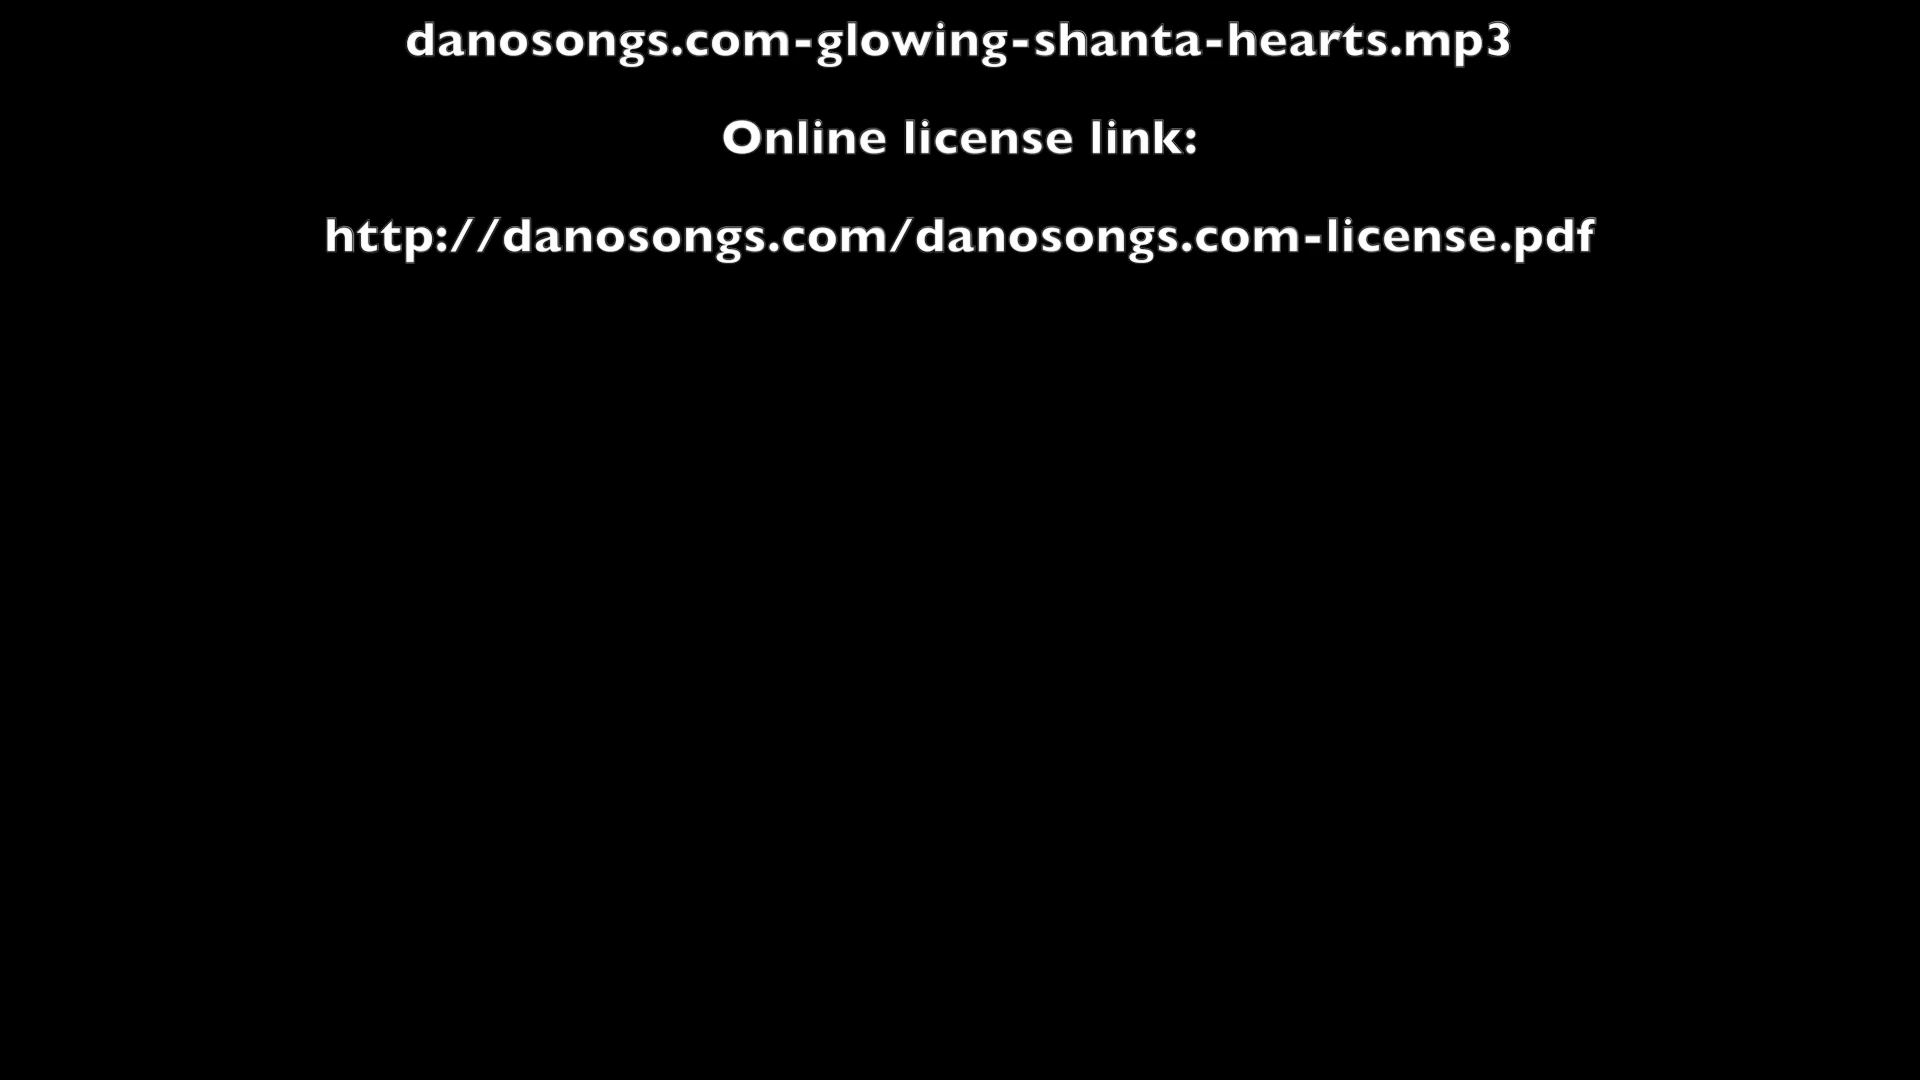 danosongs.com-glowing-shanta-hearts.mp3
Online license link:
http://danosongs.com/danosongs.com-license.pdf